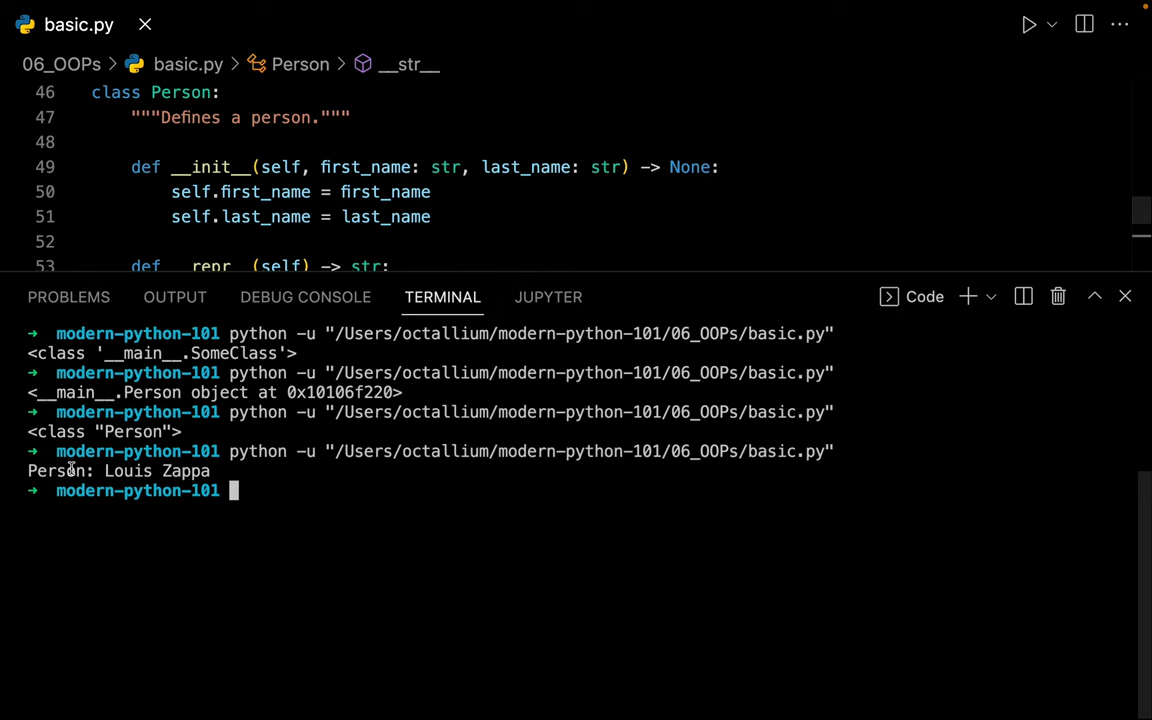 basic.py
06_OOPs > basic.py > Person > __str__
46 class Person:
47 """Defines a person."""
48
49 def __init__(self, first_name: str, last_name: str) -> None:
50 self.first_name = first_name
51 self.last_name = last_name
52
53 def __repr__(self) -> str:
PROBLEMS OUTPUT DEBUG CONSOLE TERMINAL JUPYTER Code
→ modern-python-101 python -u "/Users/octallium/modern-python-101/06_OOPs/basic.py"
<class '__main__.SomeClass'>
→ modern-python-101 python -u "/Users/octallium/modern-python-101/06_OOPs/basic.py"
<__main__.Person object at 0x10106f220>
→ modern-python-101 python -u "/Users/octallium/modern-python-101/06_OOPs/basic.py"
<class "Person">
→ modern-python-101 python -u "/Users/octallium/modern-python-101/06_OOPs/basic.py"
Person: Louis Zappa
→ modern-python-101